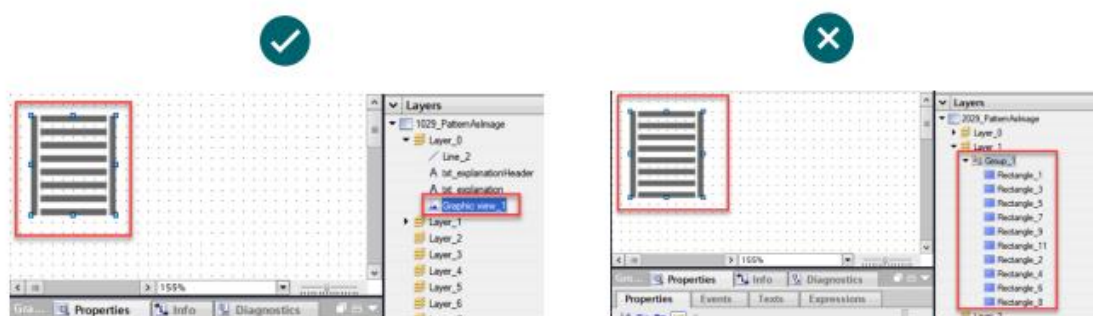 Layers
1029_PatternAsImage
Layer_0
Line_2
A txt_explanationHeader
A txt_explanation
Graphic view_1
Layer_1
Layer_2
Layer_3
Layer_4
Layer_5
Layer_6
155%
Gra... Properties Info Diagnostics
Layers
2029_PatternAsImage
Layer_0
Layer_1
Group_1
Rectangle_1
Rectangle_3
Rectangle_5
Rectangle_7
Rectangle_9
Rectangle_11
Rectangle_2
Rectangle_4
Rectangle_6
Rectangle_8
155%
Properties Info Diagnostics
Properties Events Texts Expressions